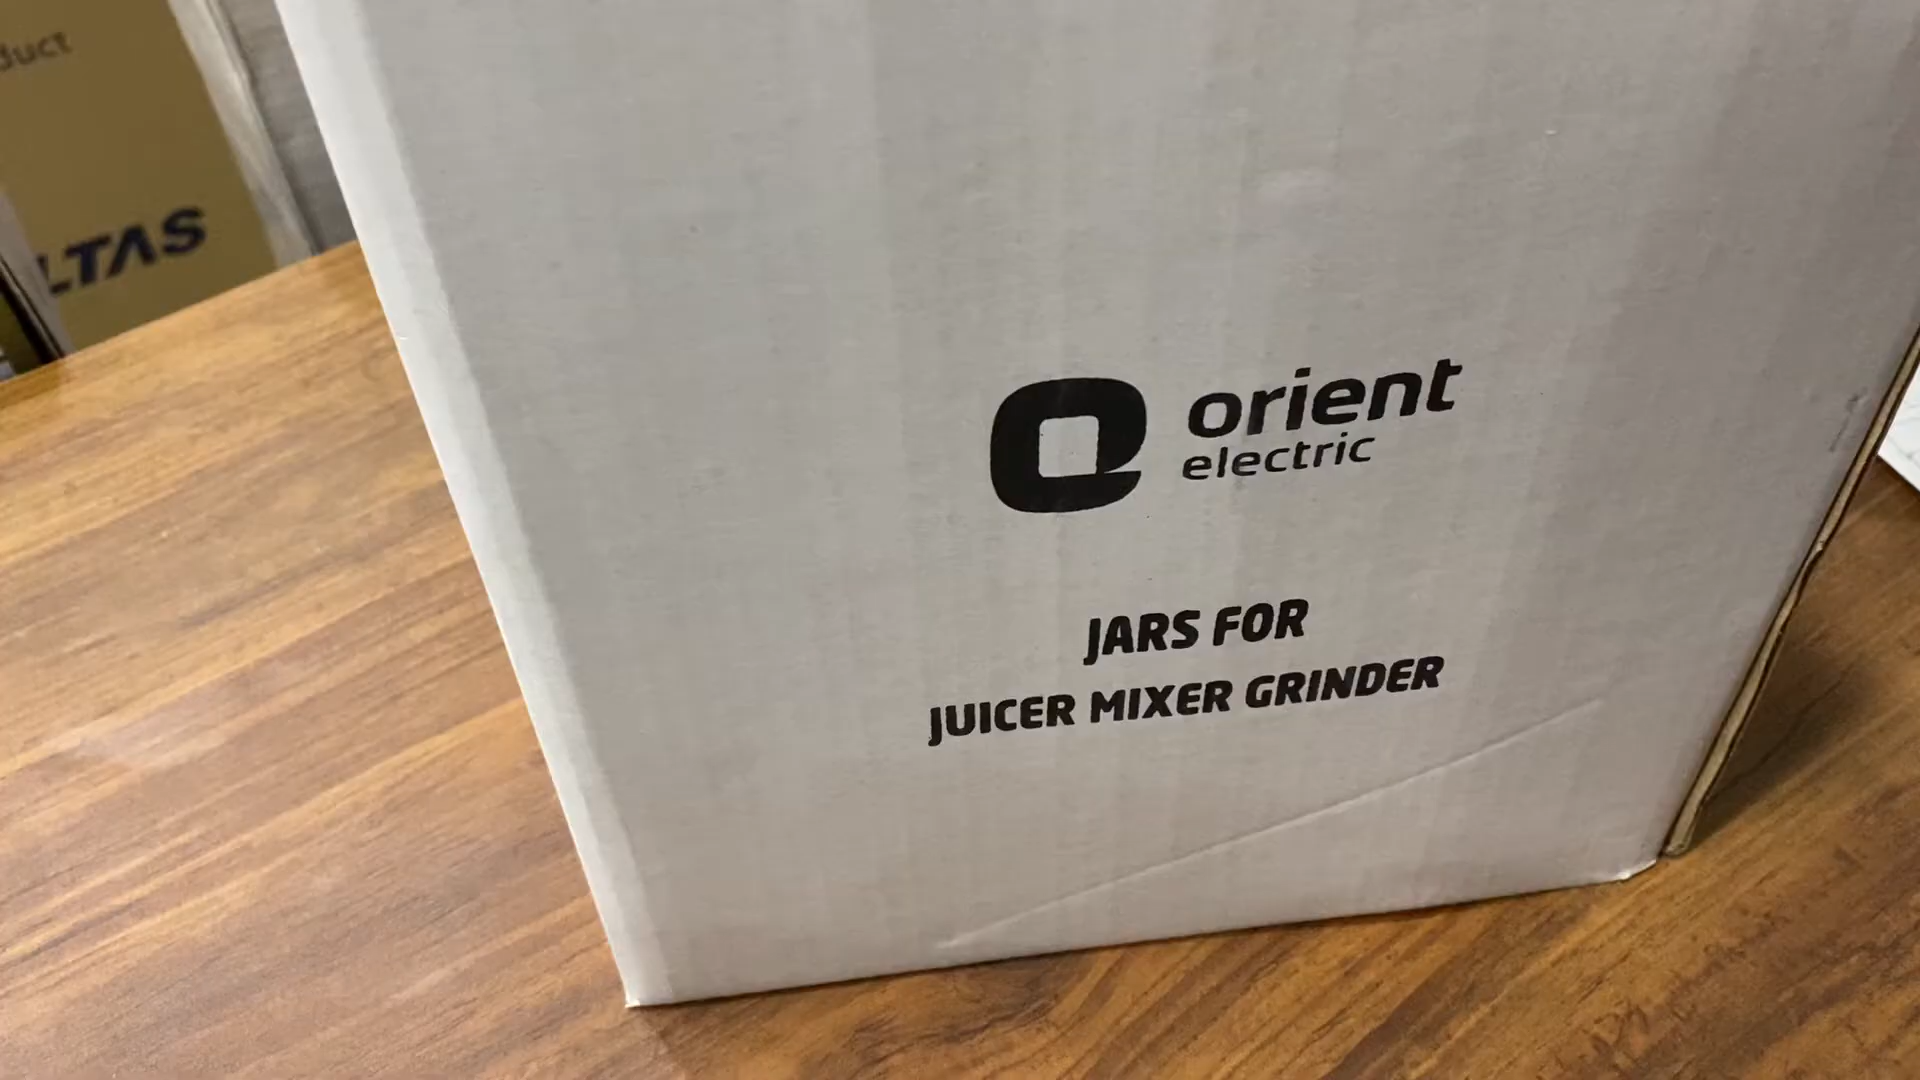 duct
LTAS
orient
electric
JARS FOR
JUICER MIXER GRINDER